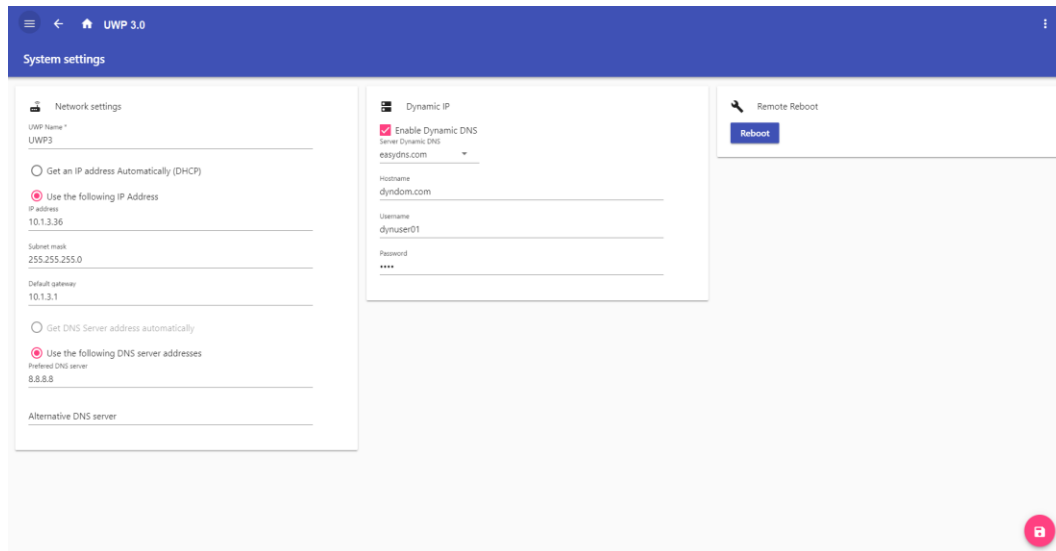 UWP 3.0
System settings
Network settings
UWP Name *
UWP3
Get an IP address Automatically (DHCP)
Use the following IP Address
IP address
10.1.3.36
Subnet mask
255.255.255.0
Default gateway
10.1.3.1
Get DNS Server address automatically
Use the following DNS server addresses
Prefered DNS server
8.8.8.8
Alternative DNS server
Dynamic IP
Enable Dynamic DNS
Server Dynamic DNS
easydns.com
Hostname
dyndom.com
Username
dynuser01
Password
••••
Remote Reboot
Reboot